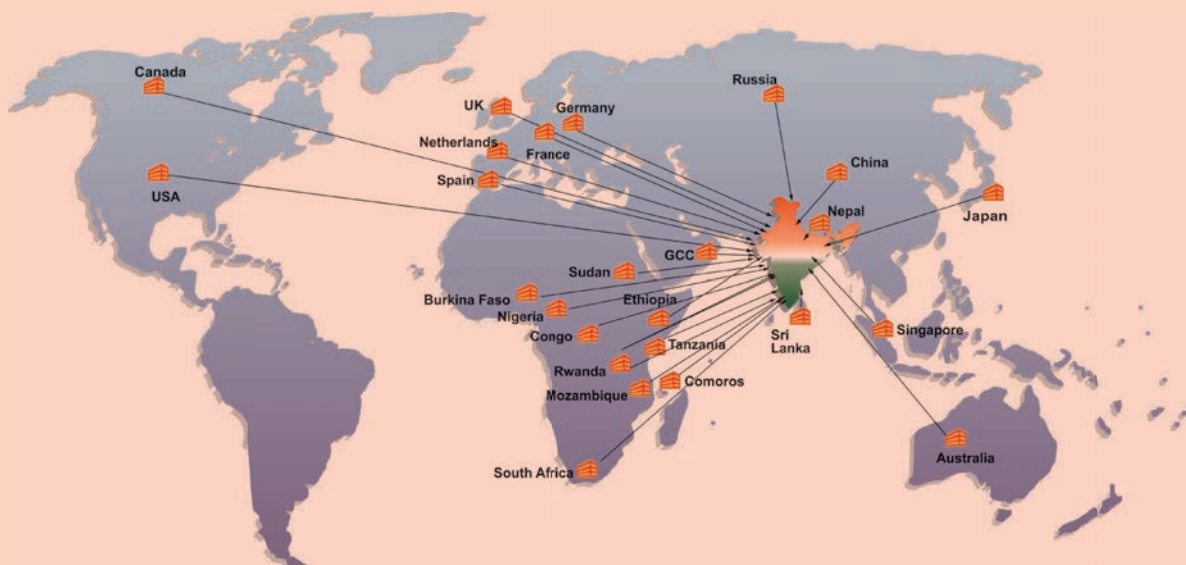 Canada
Russia
UK
Germany
Netherlands
France
China
Spain
USA
Nepal
Japan
GCC
Sudan
Burkina Faso
Ethiopia
Nigeria
Congo
Singapore
Sri
Lanka
Tanzania
Rwanda
Comoros
Mozambique
Australia
South Africa